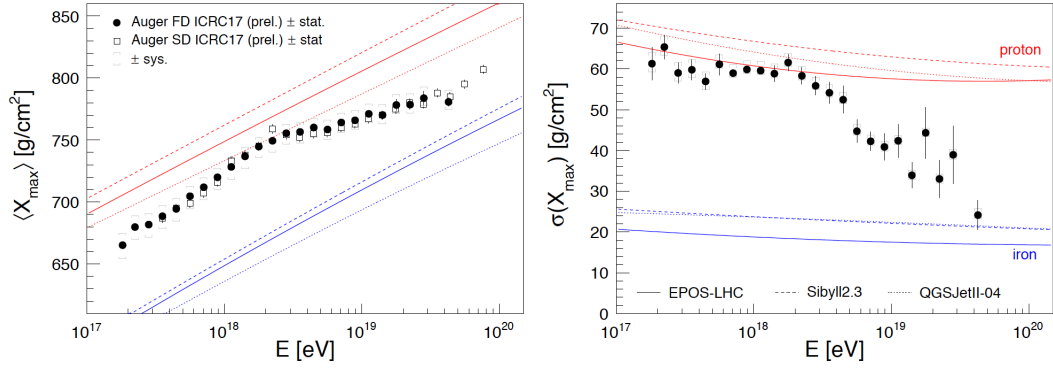 850
800
750
700
650
⟨X_max⟩ [g/cm²]
Auger FD ICRC17 (prel.) ± stat.
Auger SD ICRC17 (prel.) ± stat
± sys.
10¹⁷
10¹⁸
10¹⁹
10²⁰
E [eV]
70
60
50
40
30
20
10
0
σ(X_max) [g/cm²]
proton
iron
EPOS-LHC
Sibyll2.3
QGSJetII-04
10¹⁷
10¹⁸
10¹⁹
10²⁰
E [eV]